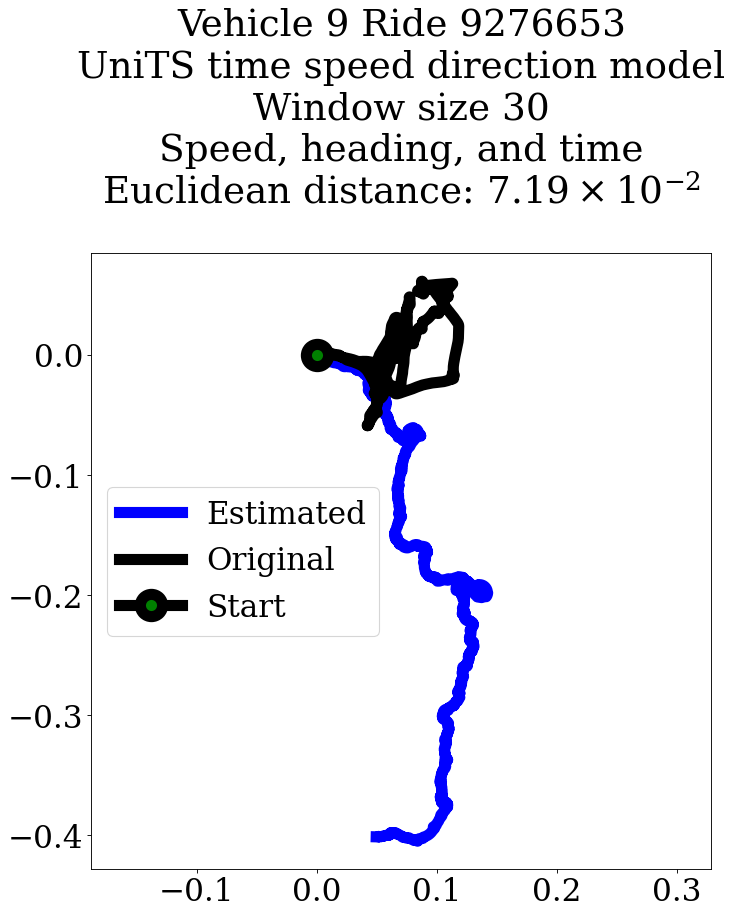 Vehicle 9 Ride 9276653
UniTS time speed direction model
Window size 30
Speed, heading, and time
Euclidean distance: 7.19 × 10⁻²
0.0
−0.1
−0.2
−0.3
−0.4
Estimated
Original
Start
−0.1 0.0 0.1 0.2 0.3